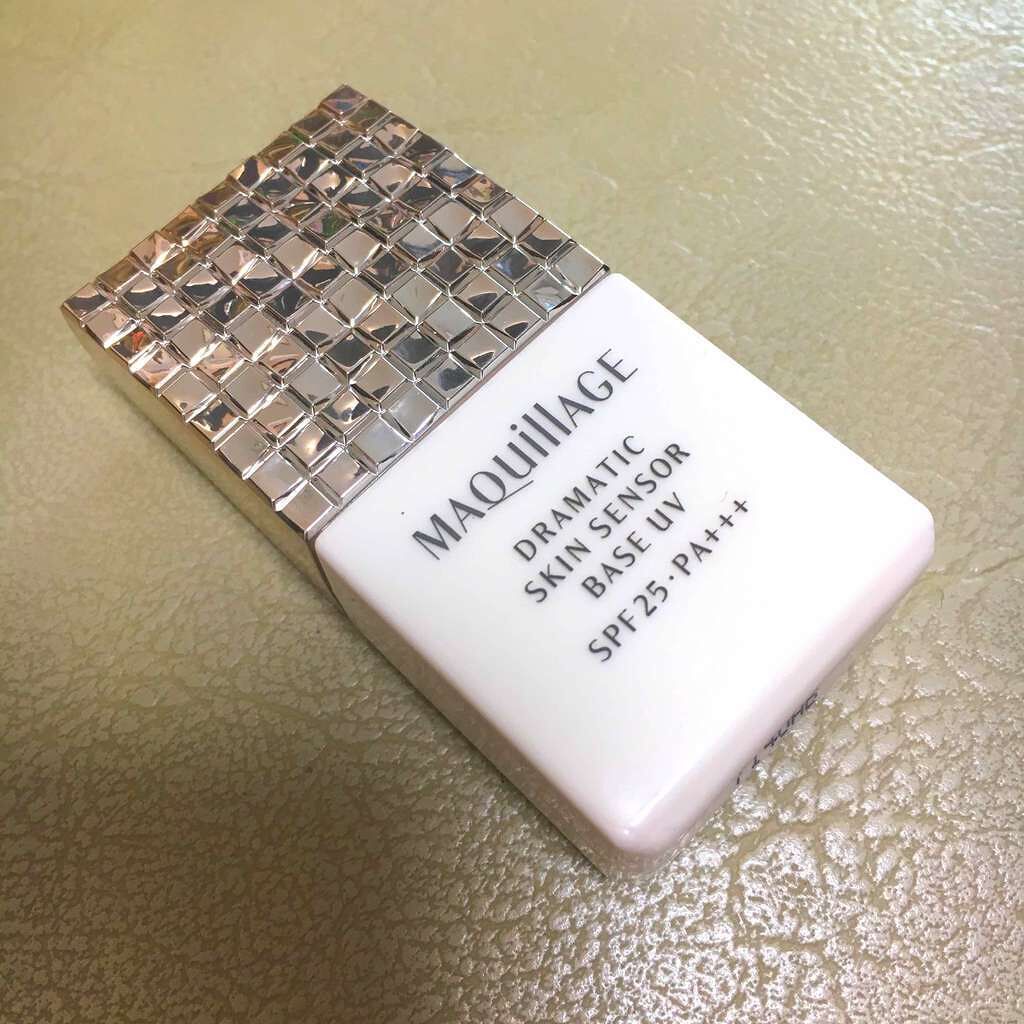 MAQuillAGE
DRAMATIC
SKIN SENSOR
BASE UV
SPF25·PA+++